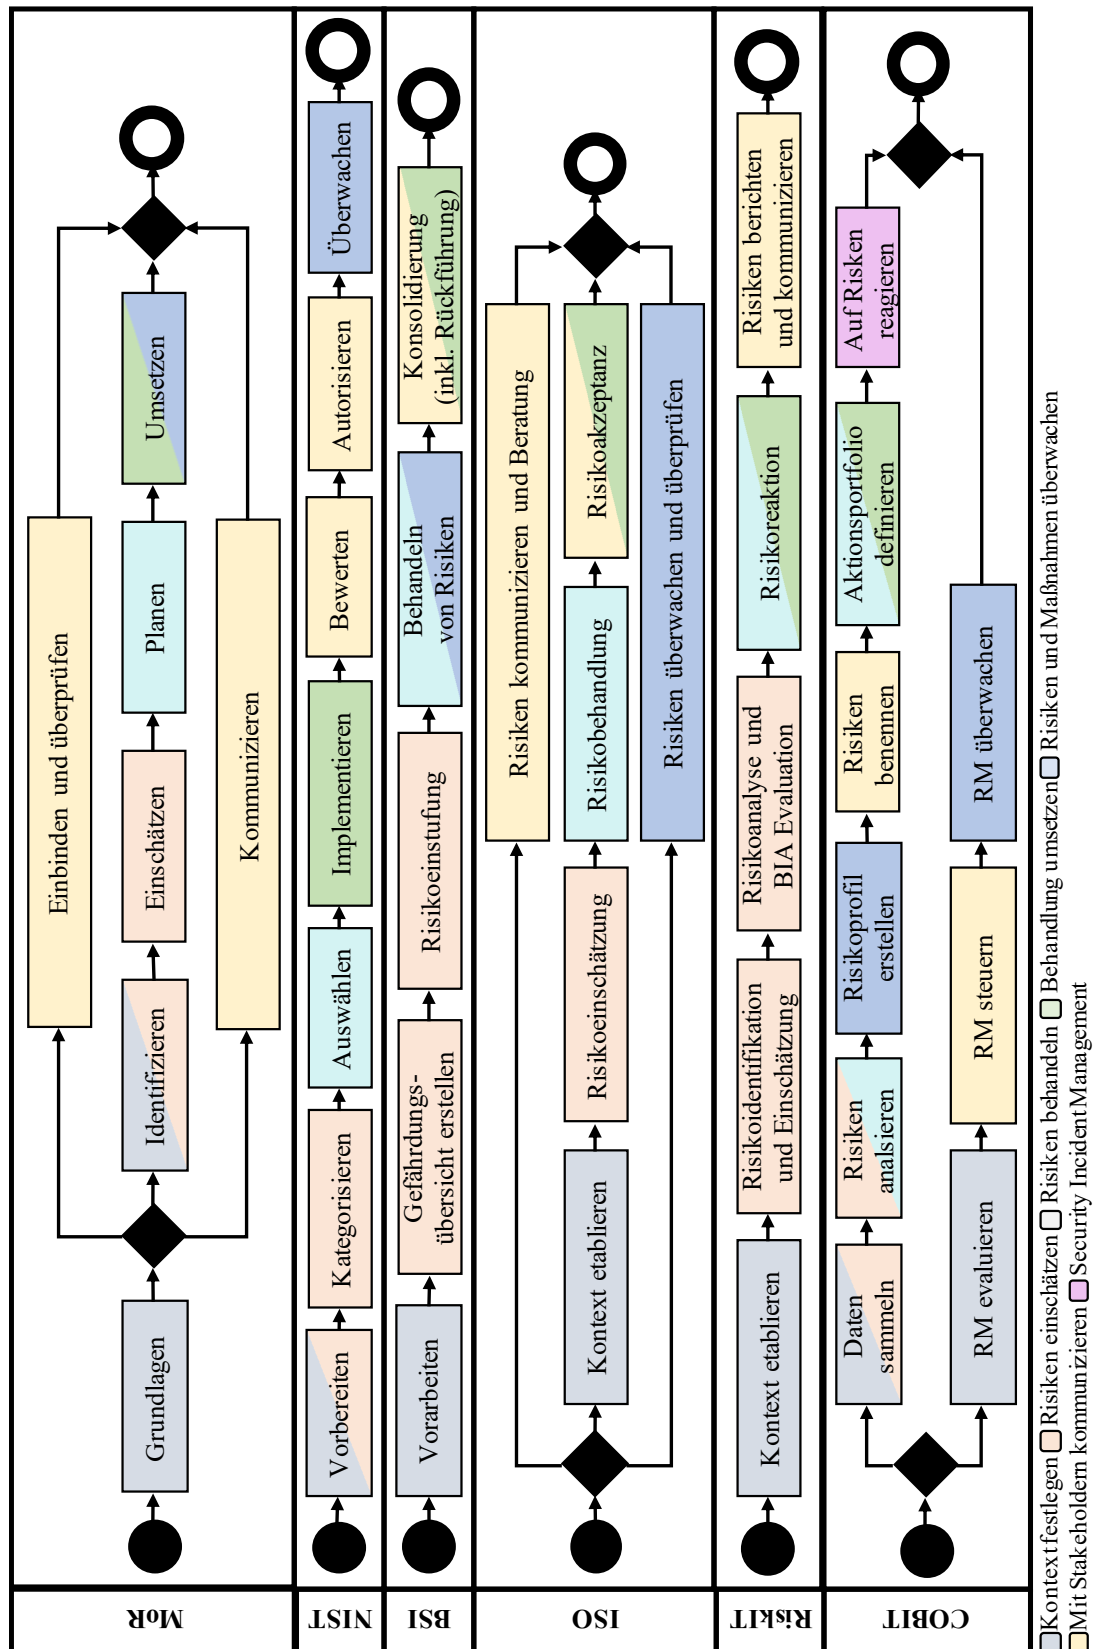 MoR
Grundlagen
Einbinden und überprüfen
Identifizieren
Einschätzen
Planen
Umsetzen
Kommunizieren
NIST
Vorbereiten
Kategorisieren
Auswählen
Implementieren
Bewerten
Autorisieren
Überwachen
BSI
Vorarbeiten
Gefährdungs-
übersicht erstellen
Risikoeinstufung
Behandeln
von Risiken
Konsolidierung
(inkl. Rückführung)
ISO
Risiken kommunizieren und Beratung
Kontext etablieren
Risikoeinschätzung
Risikobehandlung
Risikoakzeptanz
Risiken überwachen und überprüfen
RiskIT
Kontext etablieren
Risikoidentifikation
und Einschätzung
Risikoanalyse und
BIA Evaluation
Risikoreaktion
Risiken berichten
und kommunizieren
COBIT
Daten
sammeln
Risiken
analsieren
Risikoprofil
erstellen
Risiken
benennen
Aktionsportfolio
definieren
Auf Risken
reagieren
RM evaluieren
RM steuern
RM überwachen
Kontext festlegen Risiken einschätzen Risiken behandeln Behandlung umsetzen Risiken und Maßnahmen überwachen
Mit Stakeholdern kommunizieren Security Incident Management